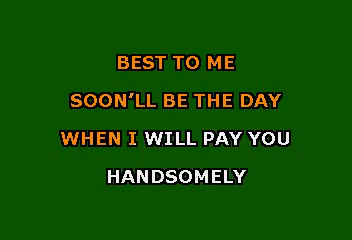 BEST TO ME
SOON'LL BE THE DAY
WHEN I WILL PAY YOU
HANDSOMELY